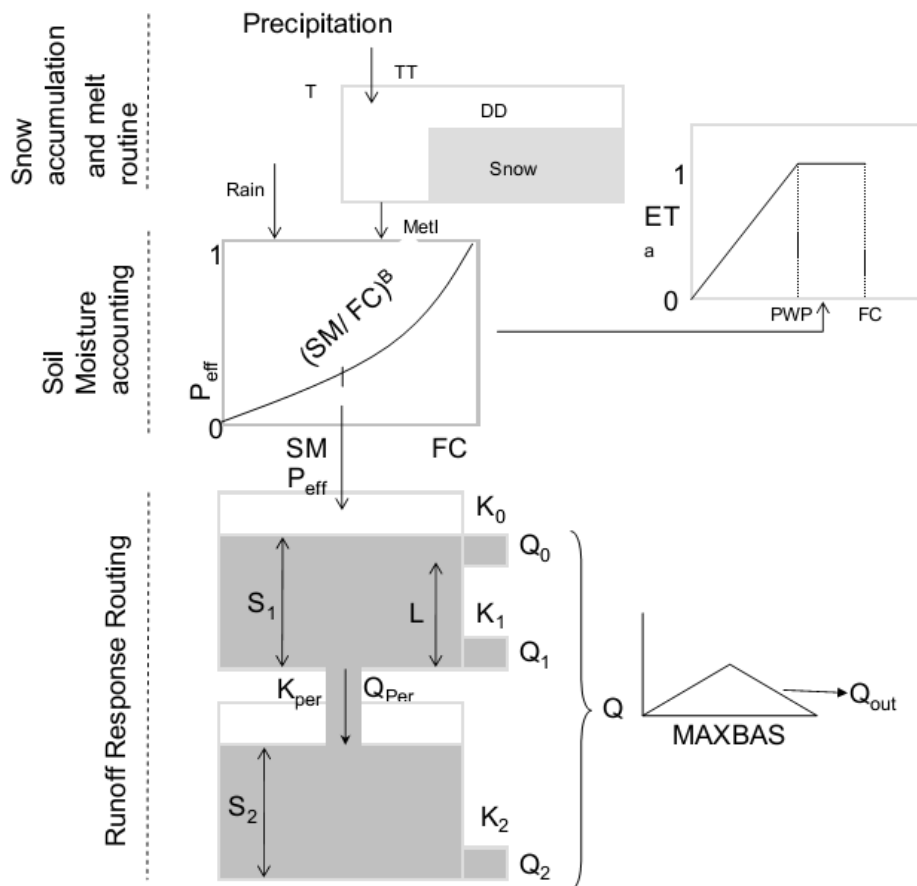 Precipitation
Snow
accumulation
and melt
routine
T
TT
DD
Snow
Rain
Metl
1
ET
a
0
PWP
FC
Soil
Moisture
accounting
1
P_eff
(SM/ FC)^B
0
SM
FC
P_eff
Runoff Response Routing
K_0
Q_0
S_1
L
K_1
Q_1
K_per
Q_Per
S_2
K_2
Q_2
Q
MAXBAS
Q_out